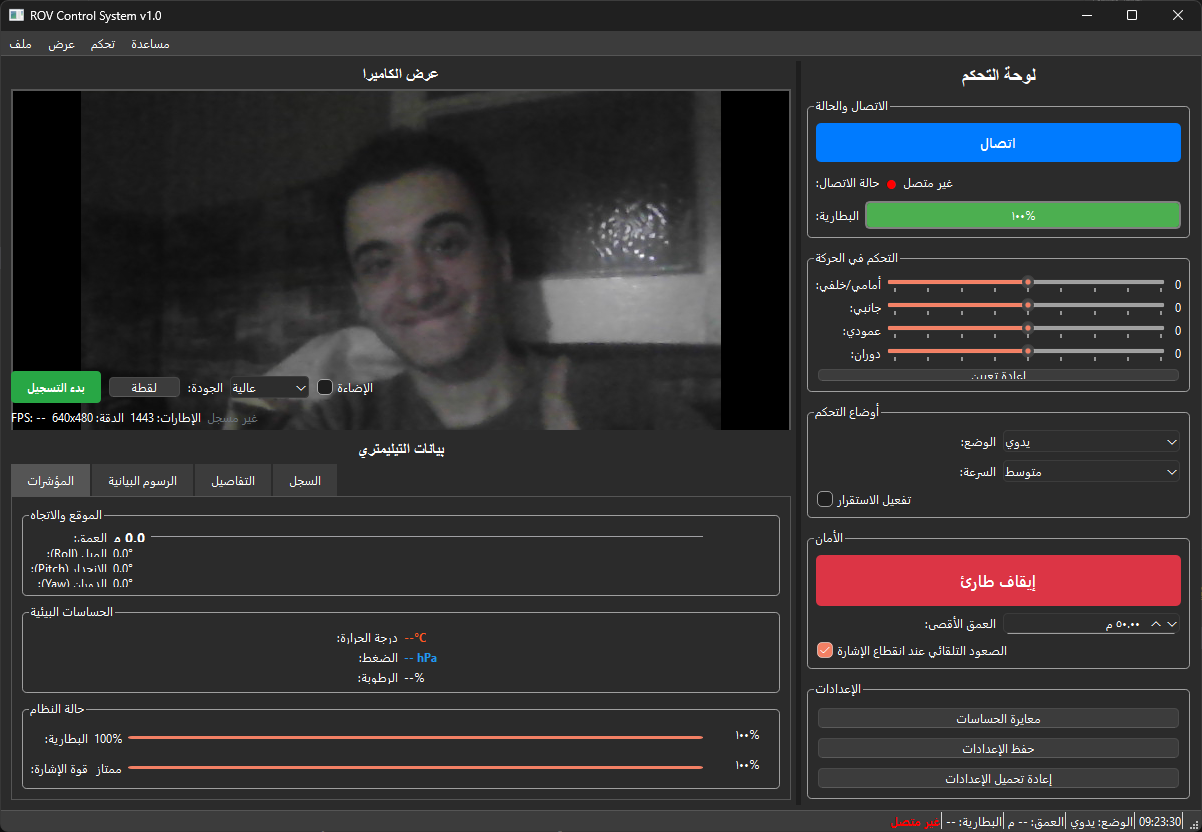 ROV Control System v1.0
ملف عرض تحكم مساعدة
عرض الكاميرا
بدء التسجيل لقطة الجودة: عالية الإضاءة
FPS: -- 640x480 :الدقة 1443 :الإطارات غير مسجل
بيانات التيليمتري
المؤشرات الرسوم البيانية التفاصيل السجل
الموقع والاتجاه
العمق: 0.0 م
الميل (Roll): 0.0°
الانحدار (Pitch): 0.0°
الدوران (Yaw): 0.0°
الحساسات البيئية
درجة الحرارة: --°C
الضغط: -- hPa
الرطوبة: --%
حالة النظام
البطارية: 100% ١٠٠%
قوة الإشارة: ممتاز ١٠٠%
لوحة التحكم
الاتصال والحالة
اتصال
حالة الاتصال: غير متصل
البطارية: ١٠٠%
التحكم في الحركة
أمامي/خلفي: 0
جانبي: 0
عمودي: 0
دوران: 0
إعادة تعيين
أوضاع التحكم
الوضع: يدوي
السرعة: متوسط
تفعيل الاستقرار
الأمان
إيقاف طارئ
العمق الأقصى: ٥٠.٠٠ م
الصعود التلقائي عند انقطاع الإشارة
الإعدادات
معايرة الحساسات
حفظ الإعدادات
إعادة تحميل الإعدادات
غير متصل البطارية: -- العمق: -- م الوضع: يدوي 09:23:30